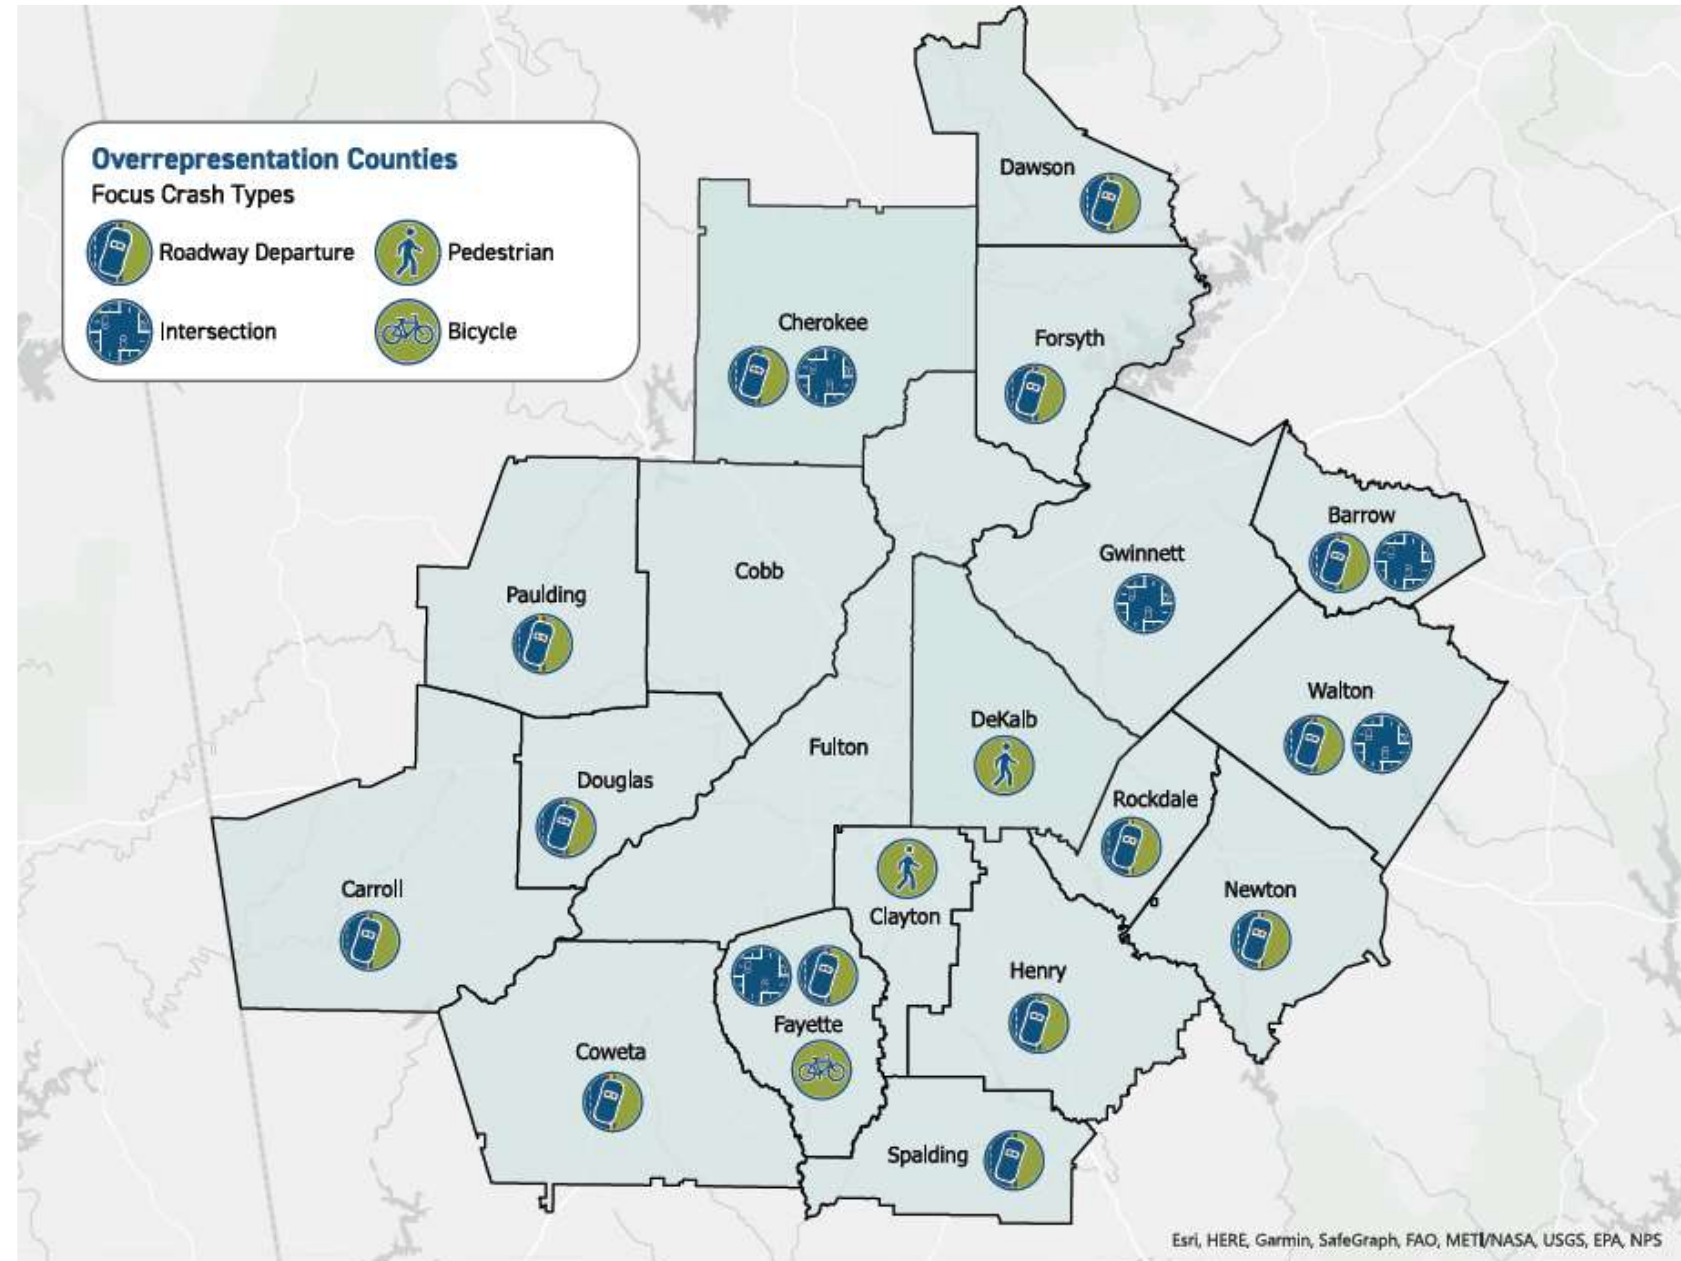 Overrepresentation Counties
Focus Crash Types
Roadway Departure
Pedestrian
Intersection
Bicycle
Dawson
Cherokee
Forsyth
Barrow
Gwinnett
Cobb
Paulding
Walton
DeKalb
Fulton
Douglas
Rockdale
Carroll
Newton
Clayton
Henry
Fayette
Coweta
Spalding
Esri, HERE, Garmin, SafeGraph, FAO, METI/NASA, USGS, EPA, NPS